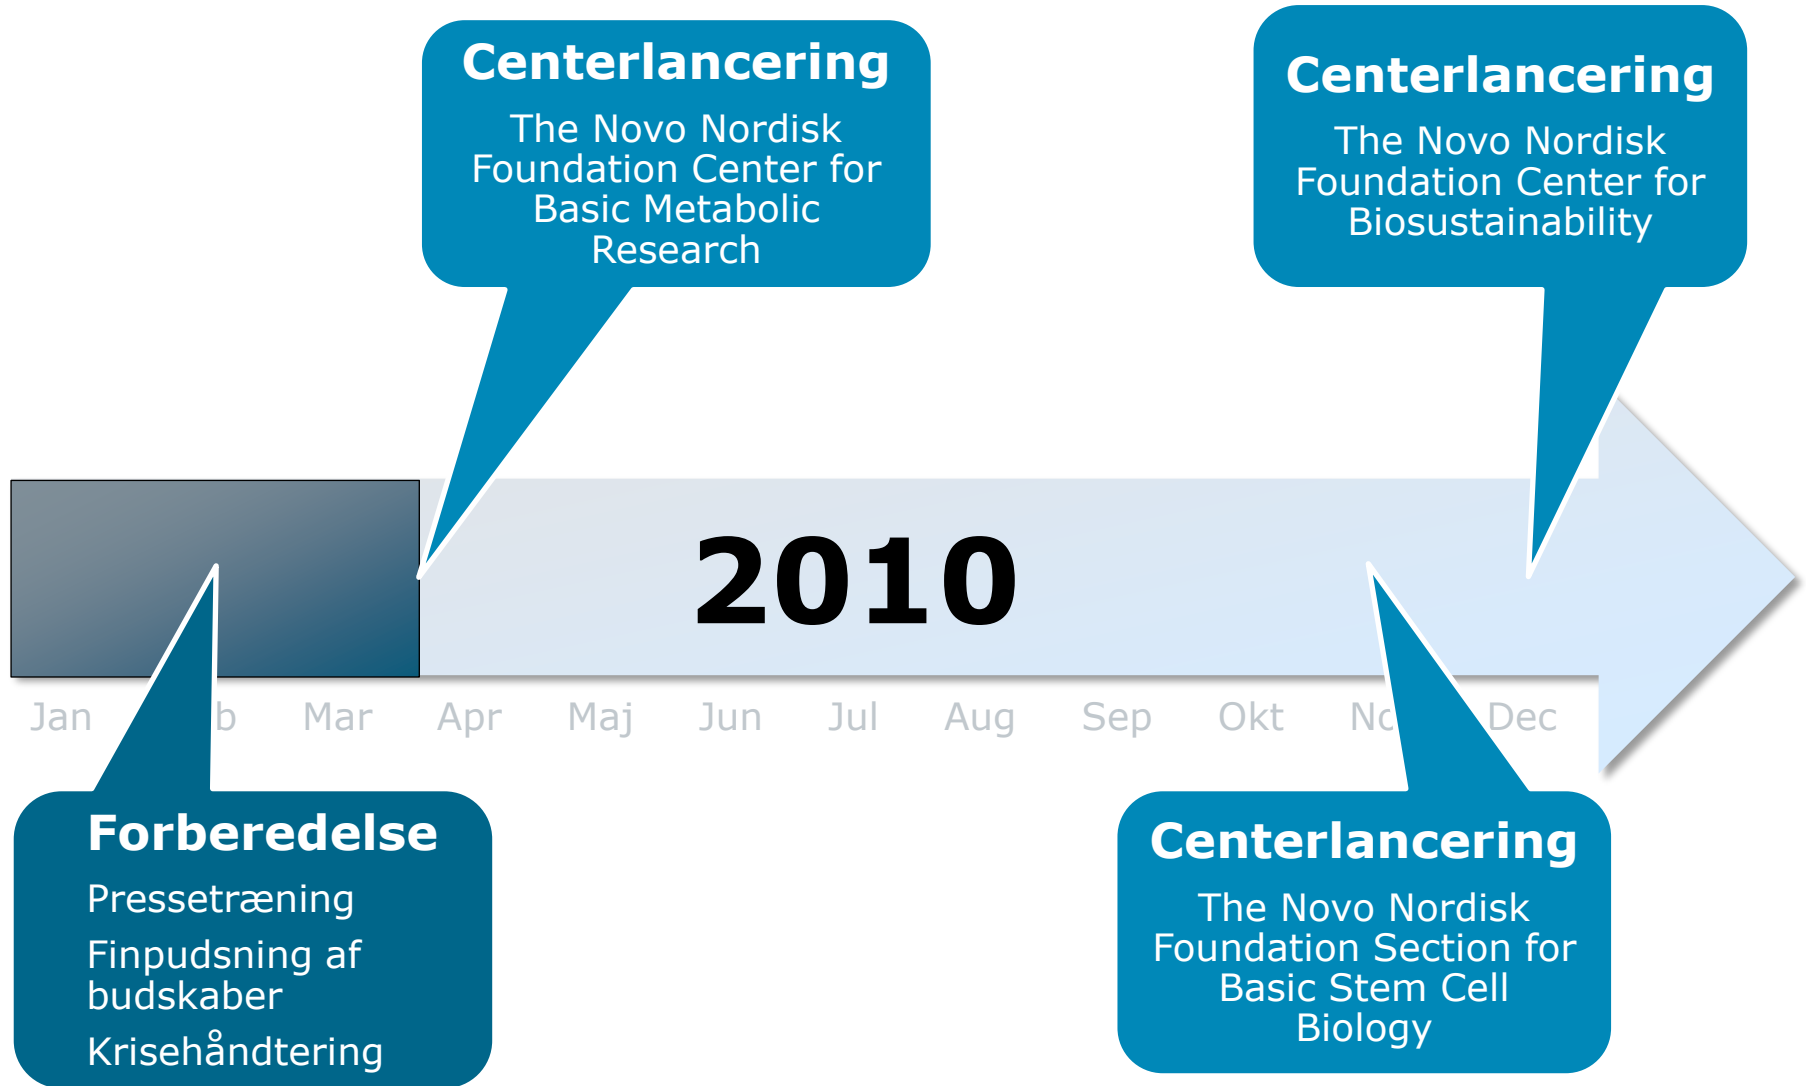 Centerlancering
The Novo Nordisk
Foundation Center for
Basic Metabolic
Research
Centerlancering
The Novo Nordisk
Foundation Center for
Biosustainability
2010
Jan b Mar Apr Maj Jun Jul Aug Sep Okt No Dec
Forberedelse
Pressetræning
Finpudsning af
budskaber
Krisehåndtering
Centerlancering
The Novo Nordisk
Foundation Section for
Basic Stem Cell
Biology